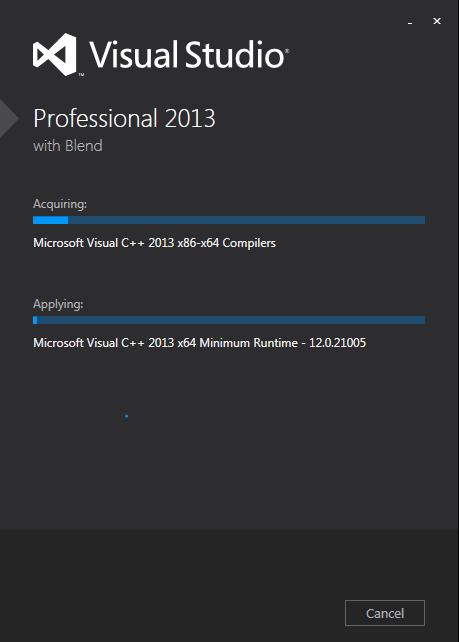 Visual Studio®
™
Professional 2013
with Blend
Acquiring:
Microsoft Visual C++ 2013 x86-x64 Compilers
Applying:
Microsoft Visual C++ 2013 x64 Minimum Runtime - 12.0.21005
Cancel